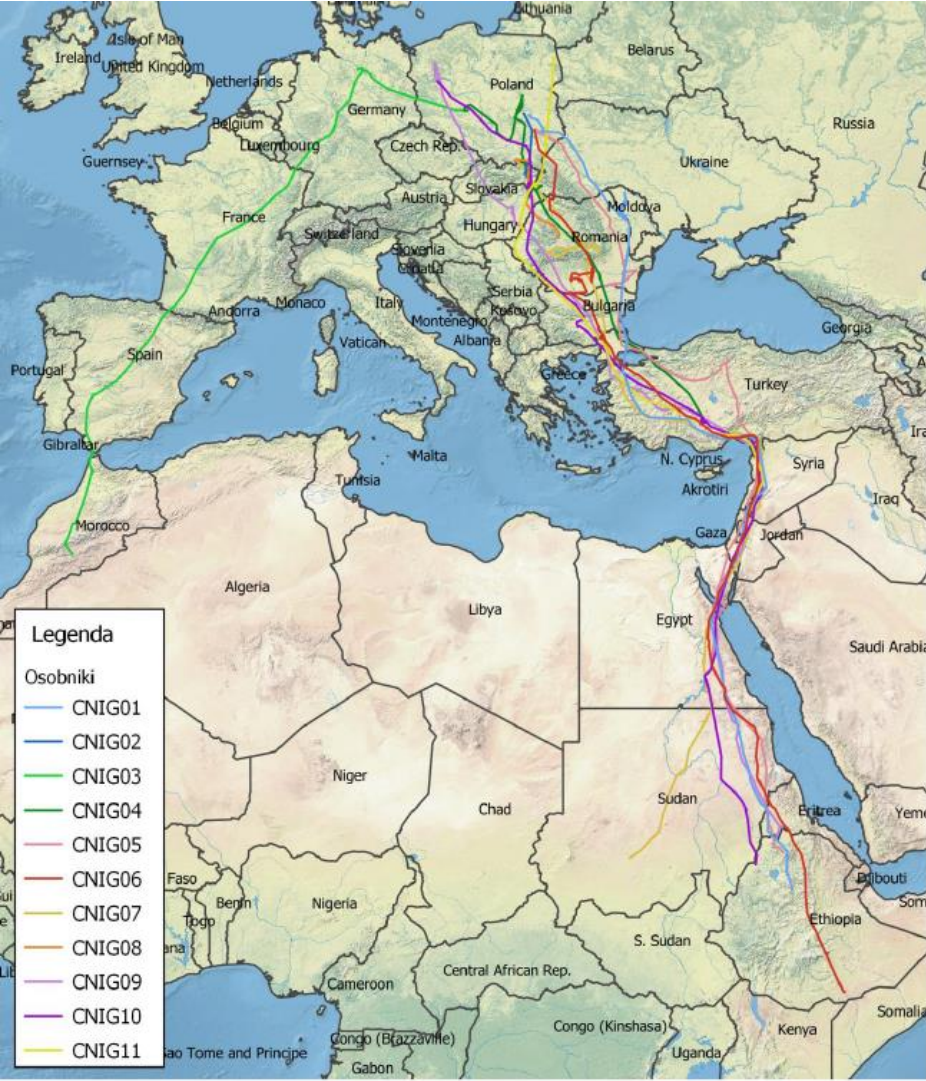 Lithuania
Isle of Man
Ireland
United Kingdom
Belarus
Netherlands
Poland
Germany
Russia
Belgium
Luxembourg
Czech Rep.
Guernsey
Ukraine
Slovakia
Austria
Moldova
France
Hungary
Switzerland
Romania
Slovenia
Croatia
Serbia
Monaco
Italy
Bulgaria
Andorra
Kosovo
Montenegro
Georgia
Albania
Vatican
Spain
Portugal
Greece
Turkey
Gibraltar
Malta
N. Cyprus
Syria
Tunisia
Akrotiri
Iraq
Morocco
Gaza
Jordan
Algeria
Libya
Egypt
Saudi Arabia
Legenda
Osobniki
CNIG01
CNIG02
CNIG03
CNIG04
CNIG05
CNIG06
CNIG07
CNIG08
CNIG09
CNIG10
CNIG11
Niger
Chad
Sudan
Eritrea
Yeme
Faso
Djibouti
Benin
Nigeria
Som
Togo
Ethiopia
ana
S. Sudan
Central African Rep.
Cameroon
Somalia
Congo (Kinshasa)
Kenya
Congo (Brazzaville)
Sao Tome and Principe
Uganda
Gabon